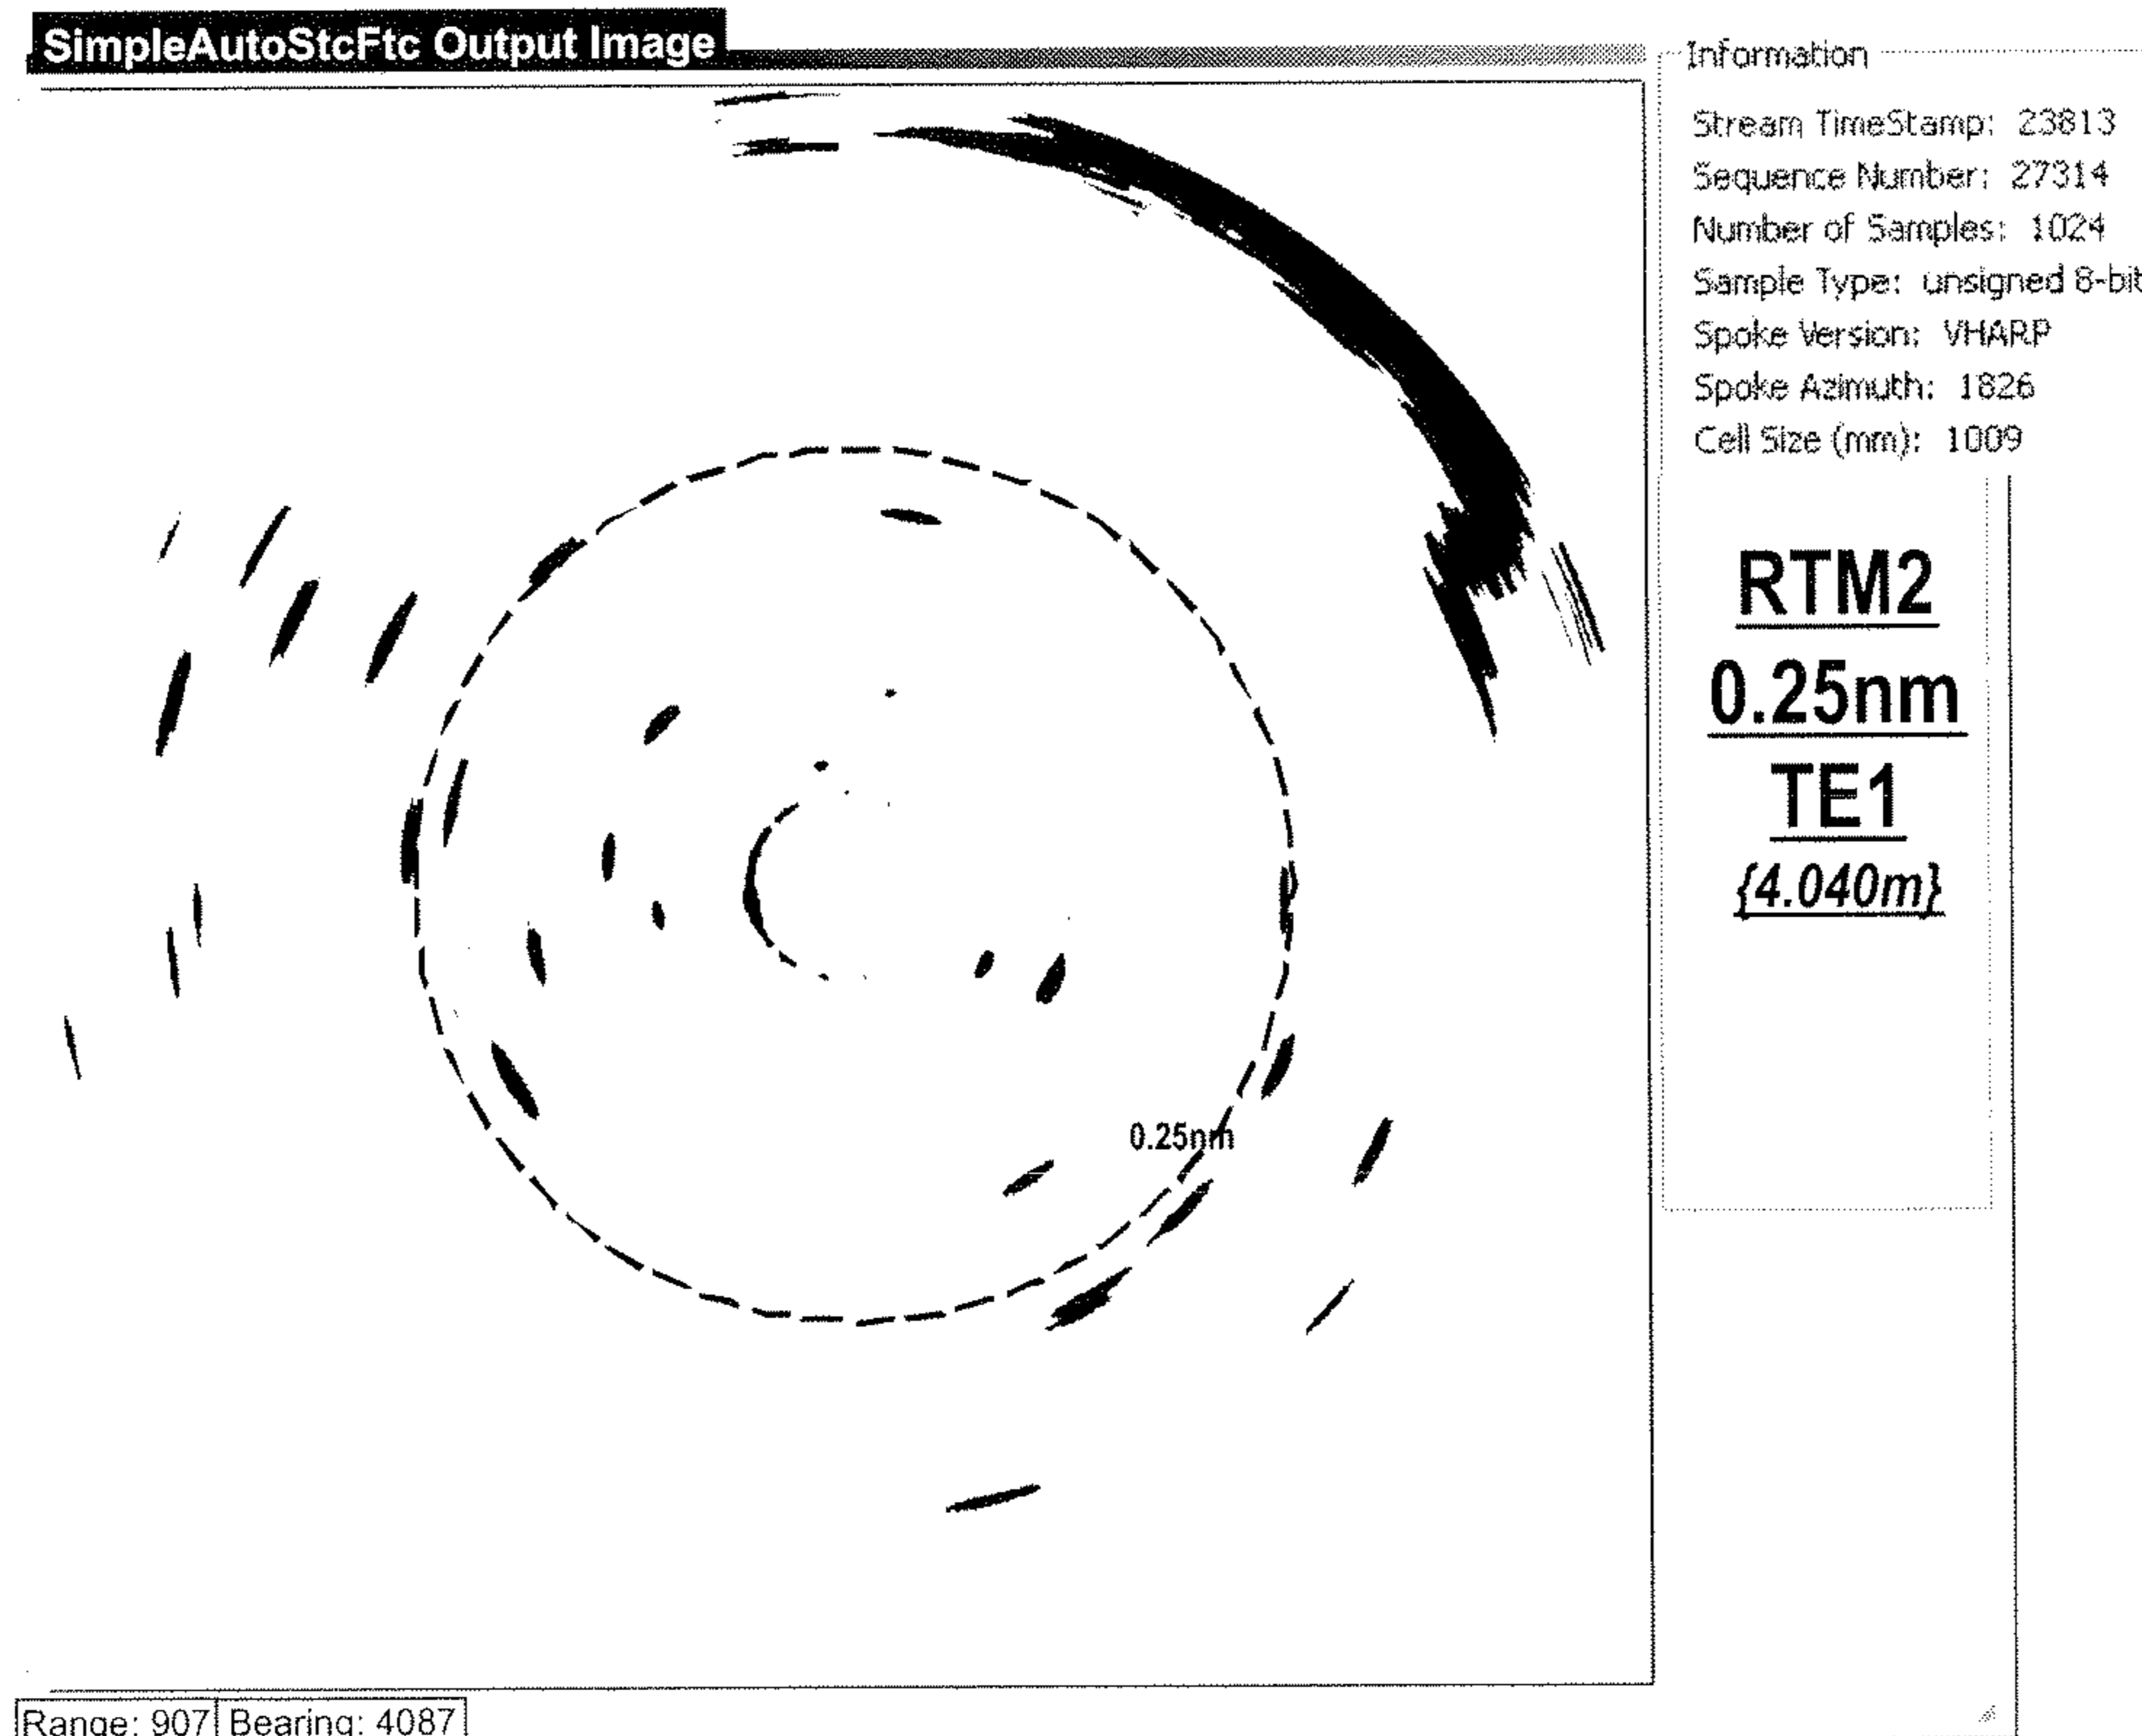 SimpleAutoStcFtc Output Image
Information
Stream TimeStamp: 23813
Sequence Number: 27314
Number of Samples: 1024
Sample Type: unsigned 8-bit
Spoke Version: VHARP
Spoke Azimuth: 1826
Cell Size (mm): 1009
RTM2
0.25nm
TE1
{4.040m}
0.25nm
Range: 907 Bearing: 4087